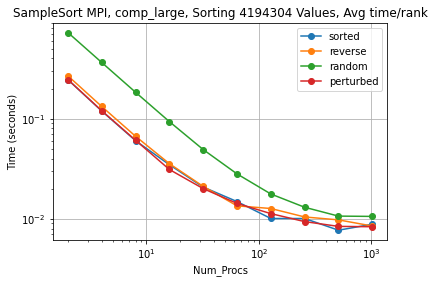 SampleSort MPI, comp_large, Sorting 4194304 Values, Avg time/rank
sorted
reverse
random
perturbed
Time (seconds)
10⁻¹
10⁻²
10¹
10²
10³
Num_Procs